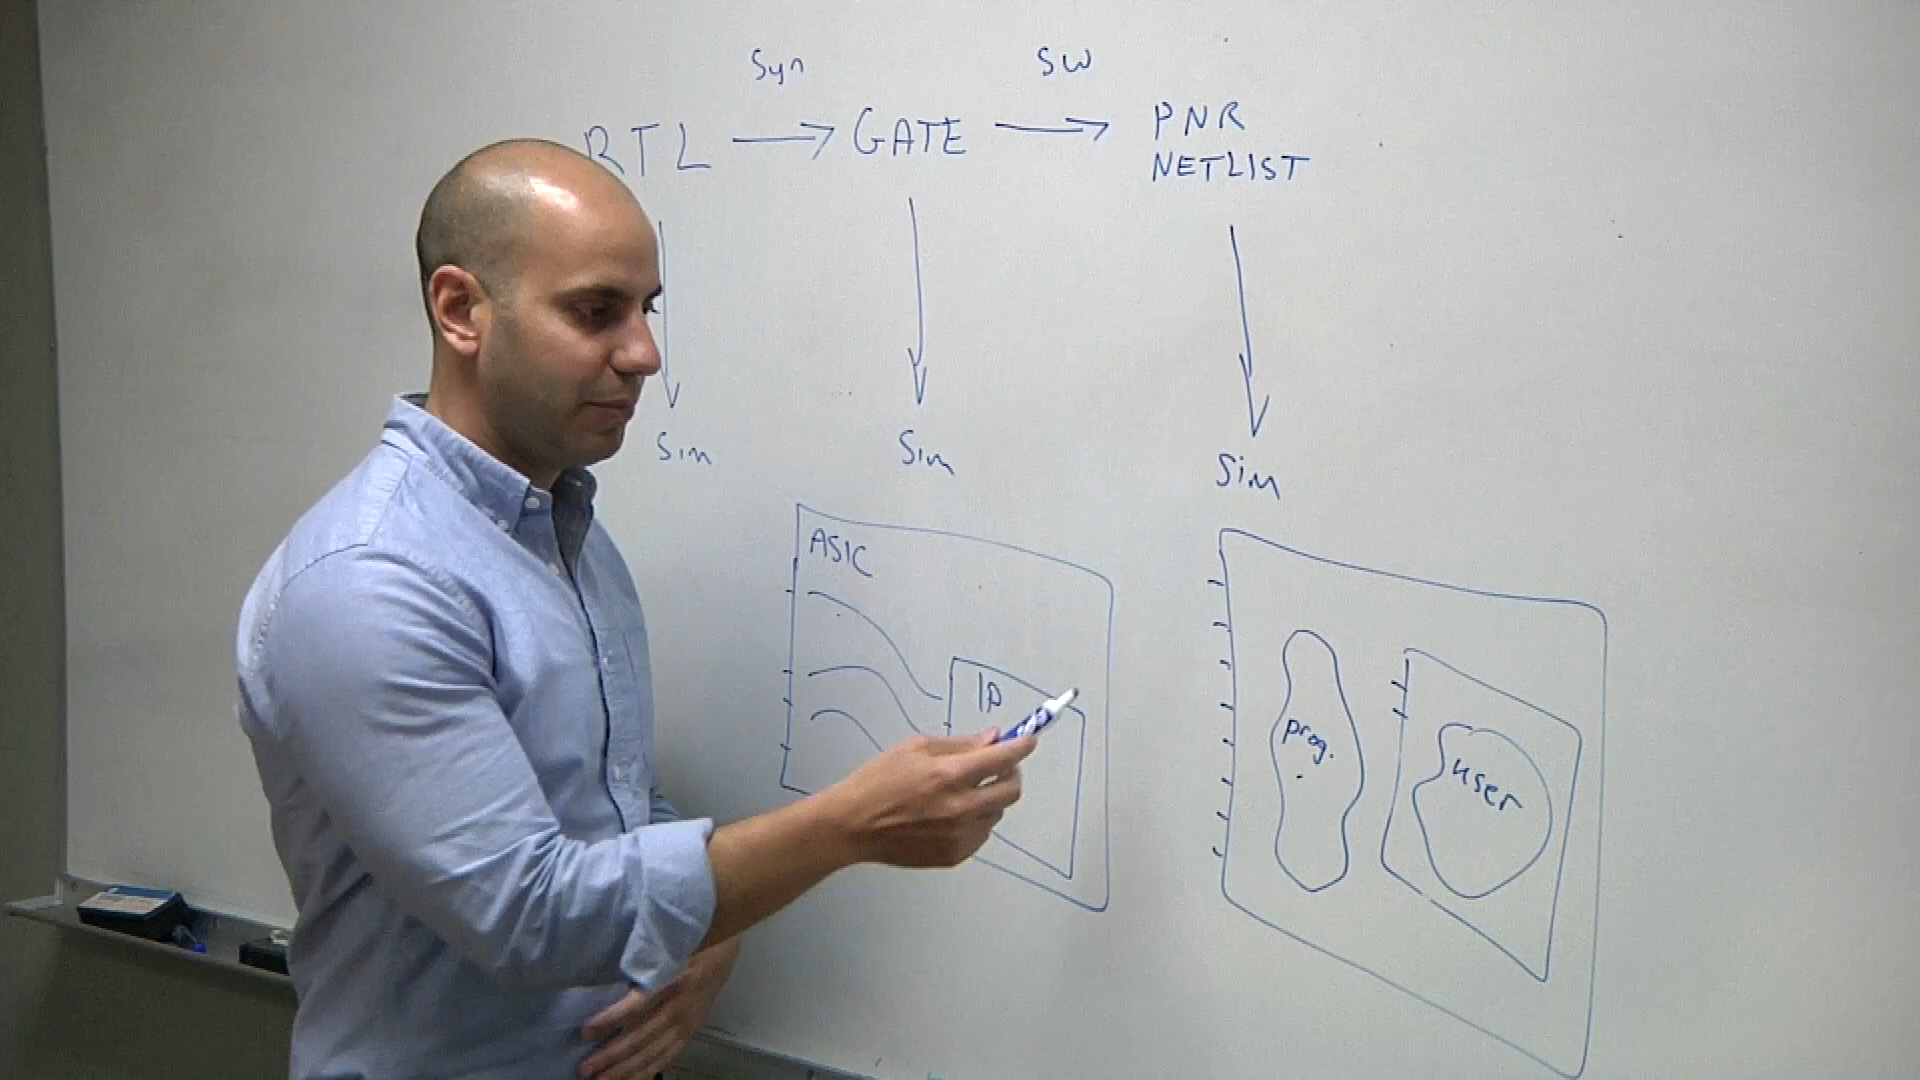 Syn
SW
RTL
GATE
PNR
NETLIST
Sim
Sim
Sim
ASIC
IP
prog.
user